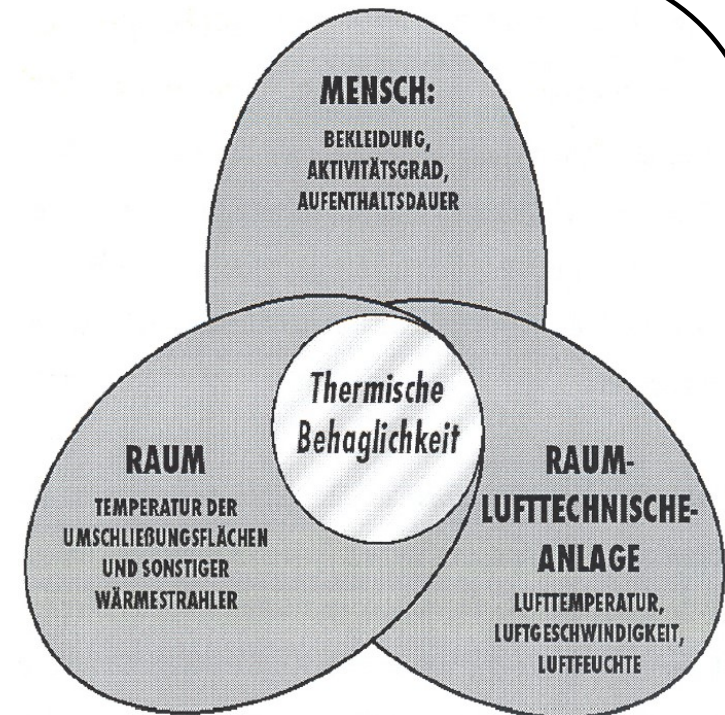 MENSCH:
BEKLEIDUNG,
AKTIVITÄTSGRAD,
AUFENTHALTSDAUER
Thermische
Behaglichkeit
RAUM
TEMPERATUR DER
UMSCHLIEßUNGSFLÄCHEN
UND SONSTIGER
WÄRMESTRAHLER
RAUM-
LUFTTECHNISCHE-
ANLAGE
LUFTTEMPERATUR,
LUFTGESCHWINDIGKEIT,
LUFTFEUCHTE